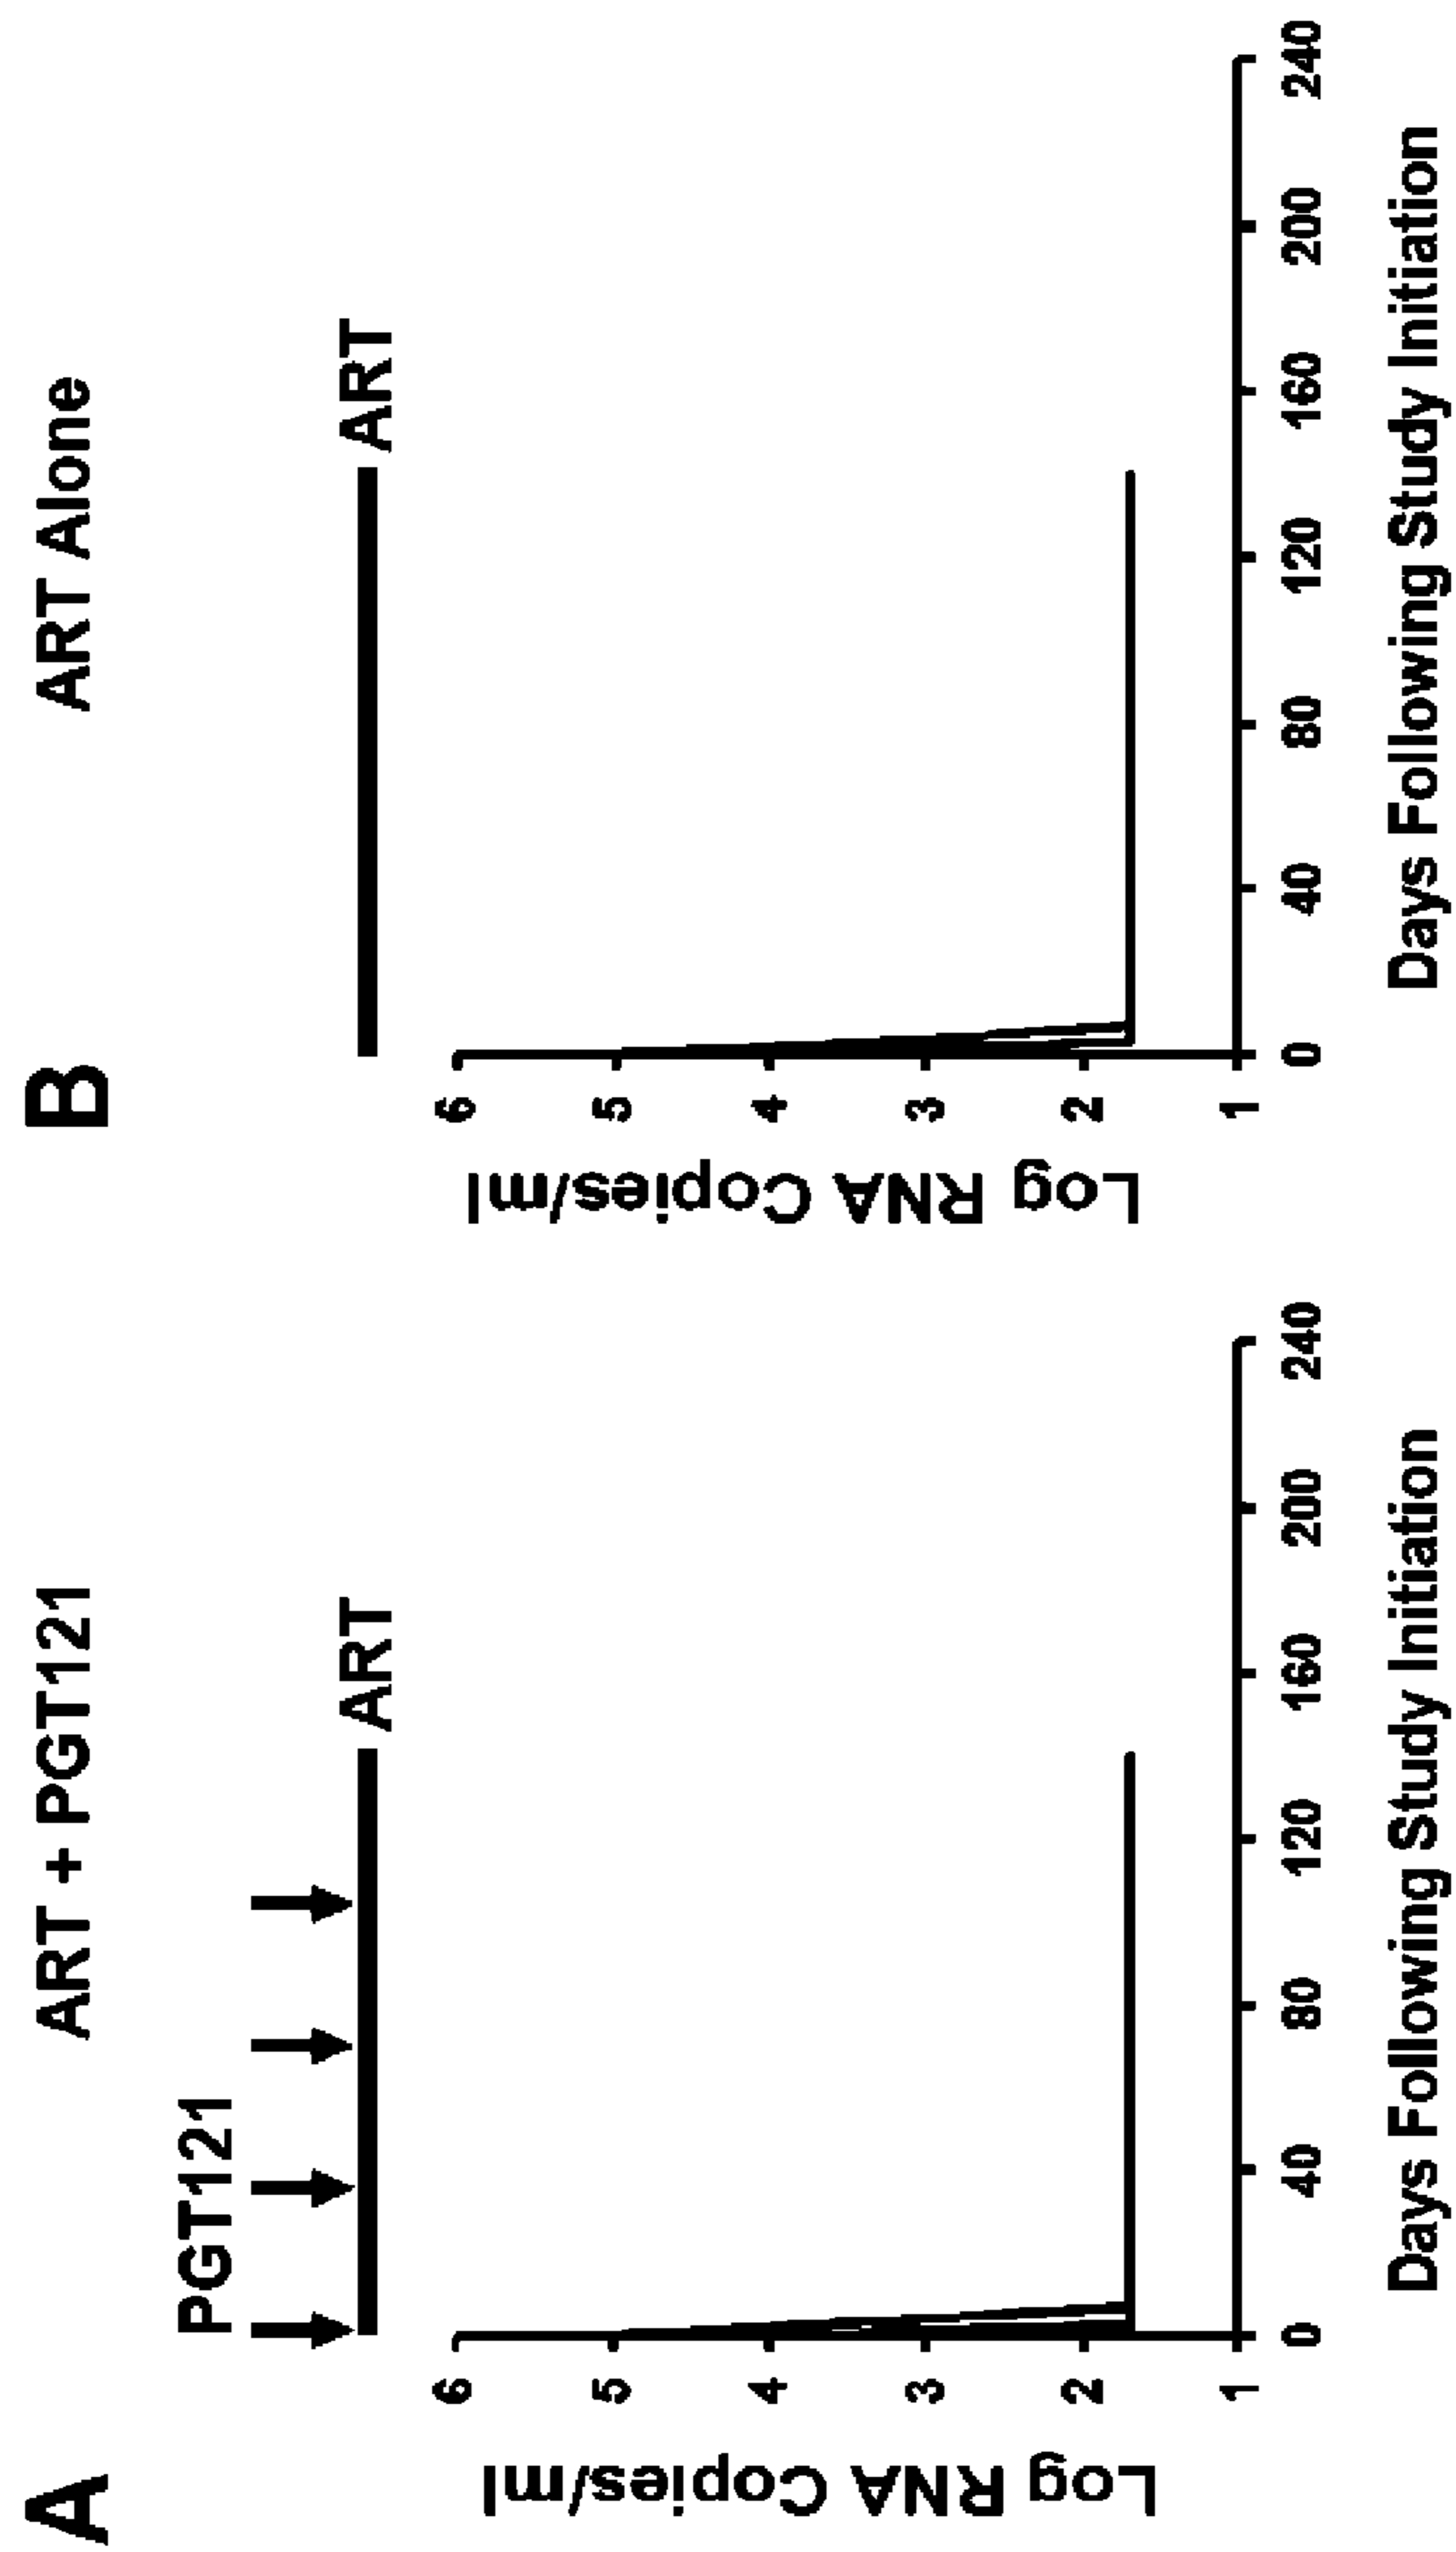 A
ART + PGT121
PGT121
ART
Log RNA Copies/ml
6
5
4
3
2
1
0 40 80 120 160 200 240
Days Following Study Initiation
B
ART Alone
ART
Log RNA Copies/ml
6
5
4
3
2
1
0 40 80 120 160 200 240
Days Following Study Initiation